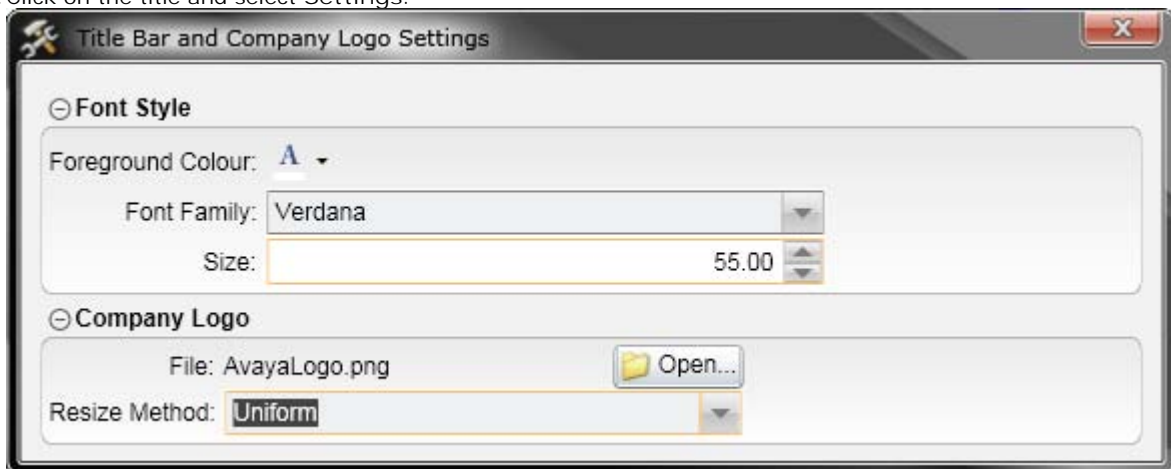 Click on the title and select Settings.
Title Bar and Company Logo Settings
X
Font Style
Foreground Colour: A
Font Family: Verdana
Size: 55.00
Company Logo
File: AvayaLogo.png Open...
Resize Method: Uniform